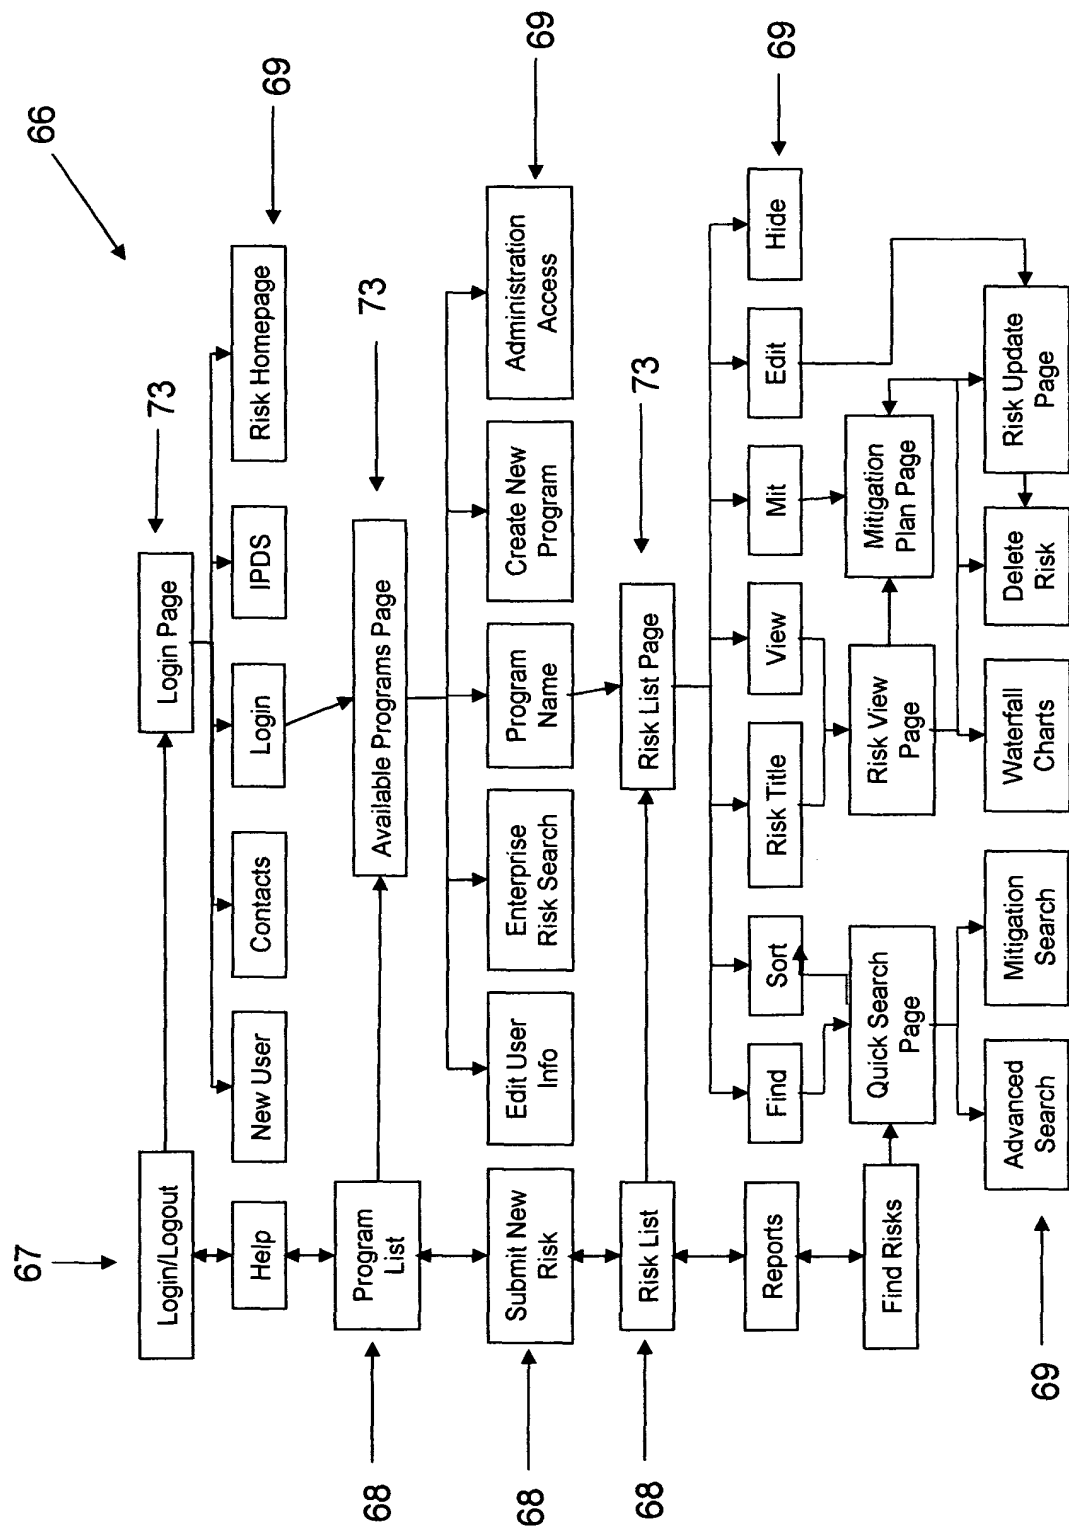 66
67
Login/Logout
Login Page
73
New User
Contacts
Login
IPDS
Risk Homepage
69
Help
68
Program
List
Available Programs Page
73
68
Submit New
Risk
Edit User
Info
Enterprise
Risk Search
Program
Name
Create New
Program
Administration
Access
69
68
Risk List
Risk List Page
73
Reports
Find
Sort
Risk Title
View
Mit
Edit
Hide
69
Find Risks
Quick Search
Page
Risk View
Page
Mitigation
Plan Page
69
Advanced
Search
Mitigation
Search
Waterfall
Charts
Delete
Risk
Risk Update
Page